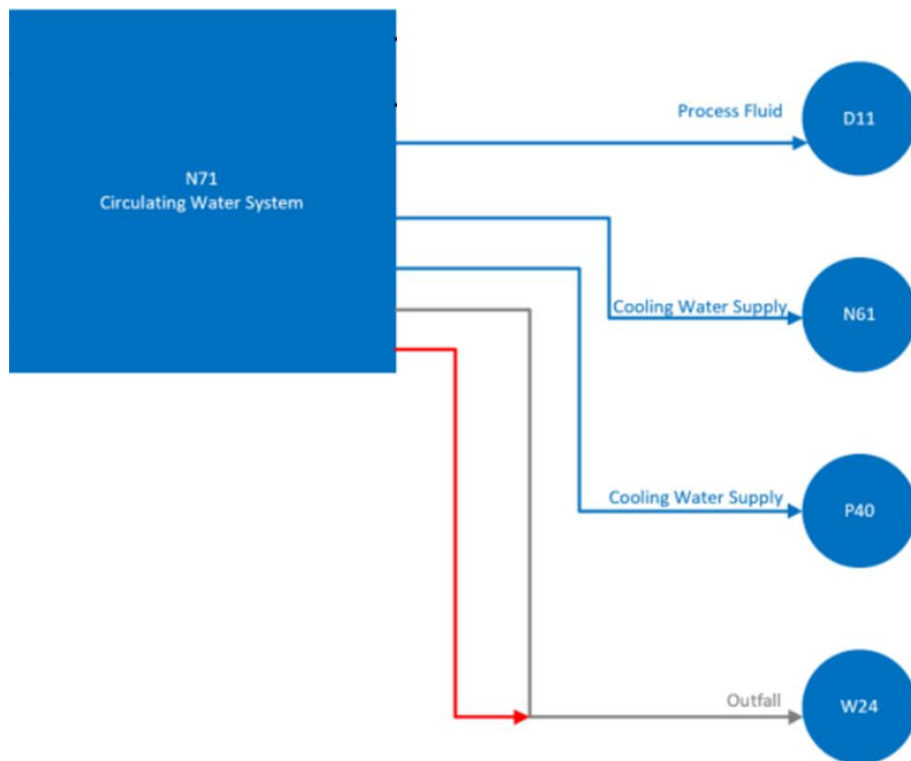 N71
Circulating Water System
Process Fluid
D11
Cooling Water Supply
N61
Cooling Water Supply
P40
Outfall
W24